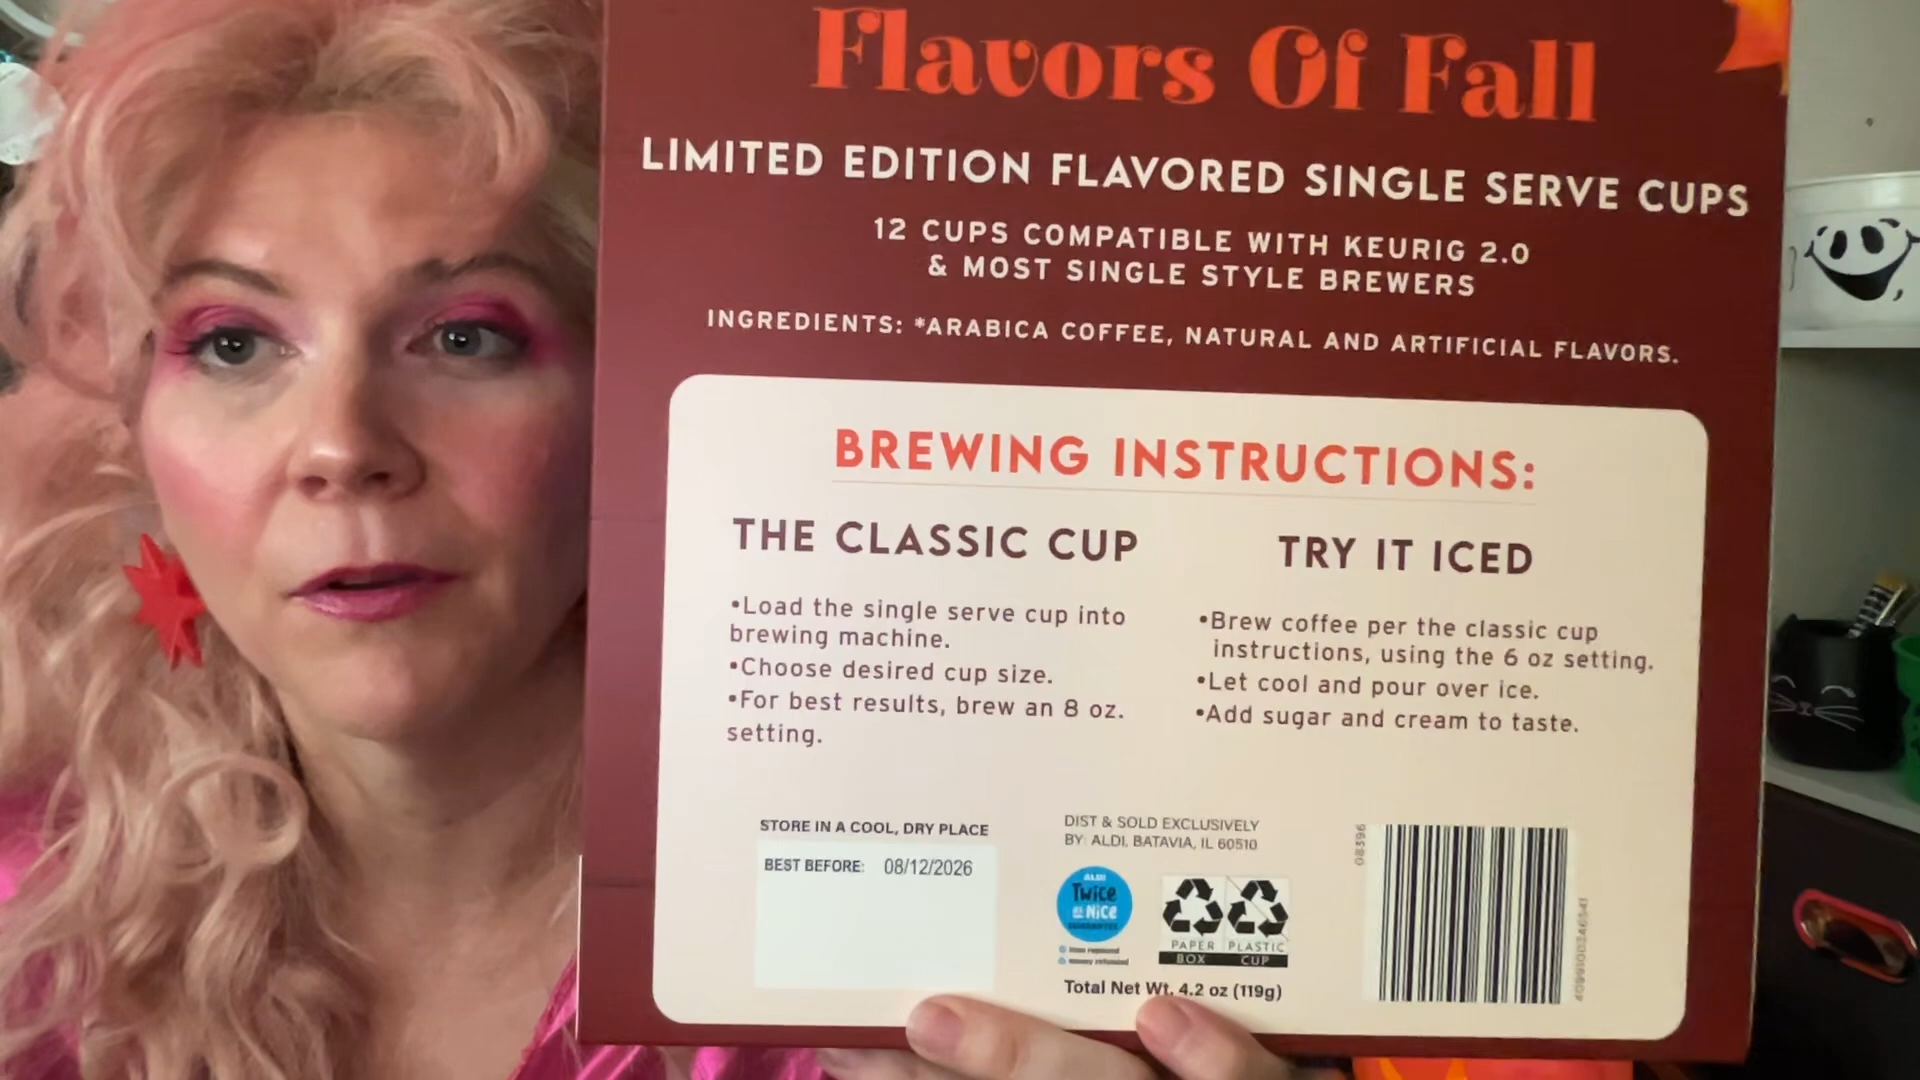 Flavors Of Fall
LIMITED EDITION FLAVORED SINGLE SERVE CUPS
12 CUPS COMPATIBLE WITH KEURIG 2.0
& MOST SINGLE STYLE BREWERS
INGREDIENTS: *ARABICA COFFEE, NATURAL AND ARTIFICIAL FLAVORS.
BREWING INSTRUCTIONS:
THE CLASSIC CUP
•Load the single serve cup into
brewing machine.
•Choose desired cup size.
•For best results, brew an 8 oz.
setting.
TRY IT ICED
•Brew coffee per the classic cup
instructions, using the 6 oz setting.
•Let cool and pour over ice.
•Add sugar and cream to taste.
STORE IN A COOL, DRY PLACE
BEST BEFORE: 08/12/2026
DIST & SOLD EXCLUSIVELY
BY: ALDI, BATAVIA, IL 60510
ALDI
Twice
as Nice
GUARANTEE
PAPER PLASTIC
BOX CUP
Total Net Wt. 4.2 oz (119g)
08396